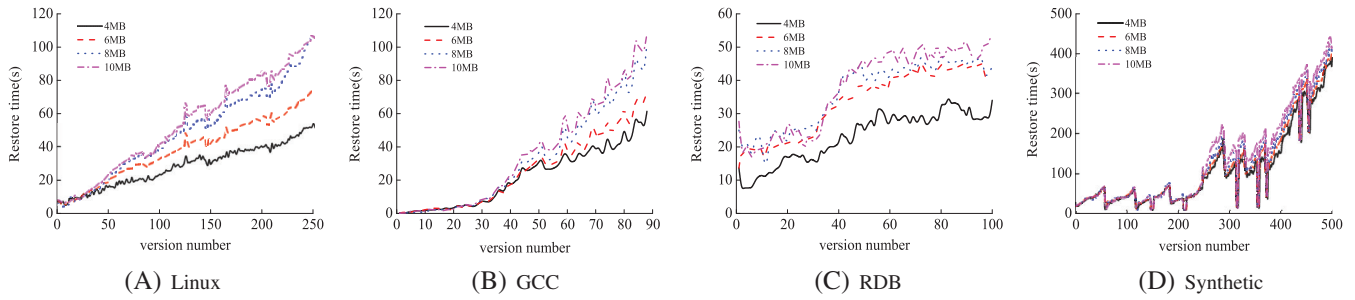 120
100
80
60
40
20
0
Restore time(s)
4MB
6MB
8MB
10MB
0 50 100 150 200 250
version number
(A) Linux
120
100
80
60
40
20
0
Restore time(s)
4MB
6MB
8MB
10MB
0 10 20 30 40 50 60 70 80 90
version number
(B) GCC
60
50
40
30
20
10
0
Restore time(s)
4MB
6MB
8MB
10MB
0 20 40 60 80 100
version number
(C) RDB
500
400
300
200
100
0
Restore time(s)
4MB
6MB
8MB
10MB
0 100 200 300 400 500
version number
(D) Synthetic